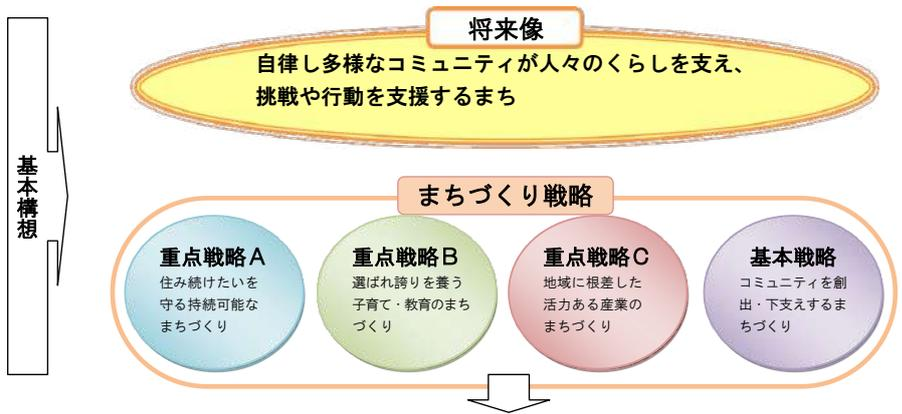 将来像
自律し多様なコミュニティが人々のくらしを支え、
挑戦や行動を支援するまち
基本構想
まちづくり戦略
重点戦略A
住み続けたいを
守る持続可能な
まちづくり
重点戦略B
選ばれ誇りを養う
子育て・教育のまち
づくり
重点戦略C
地域に根差した
活力ある産業の
まちづくり
基本戦略
コミュニティを創
出・下支えするま
ちづくり